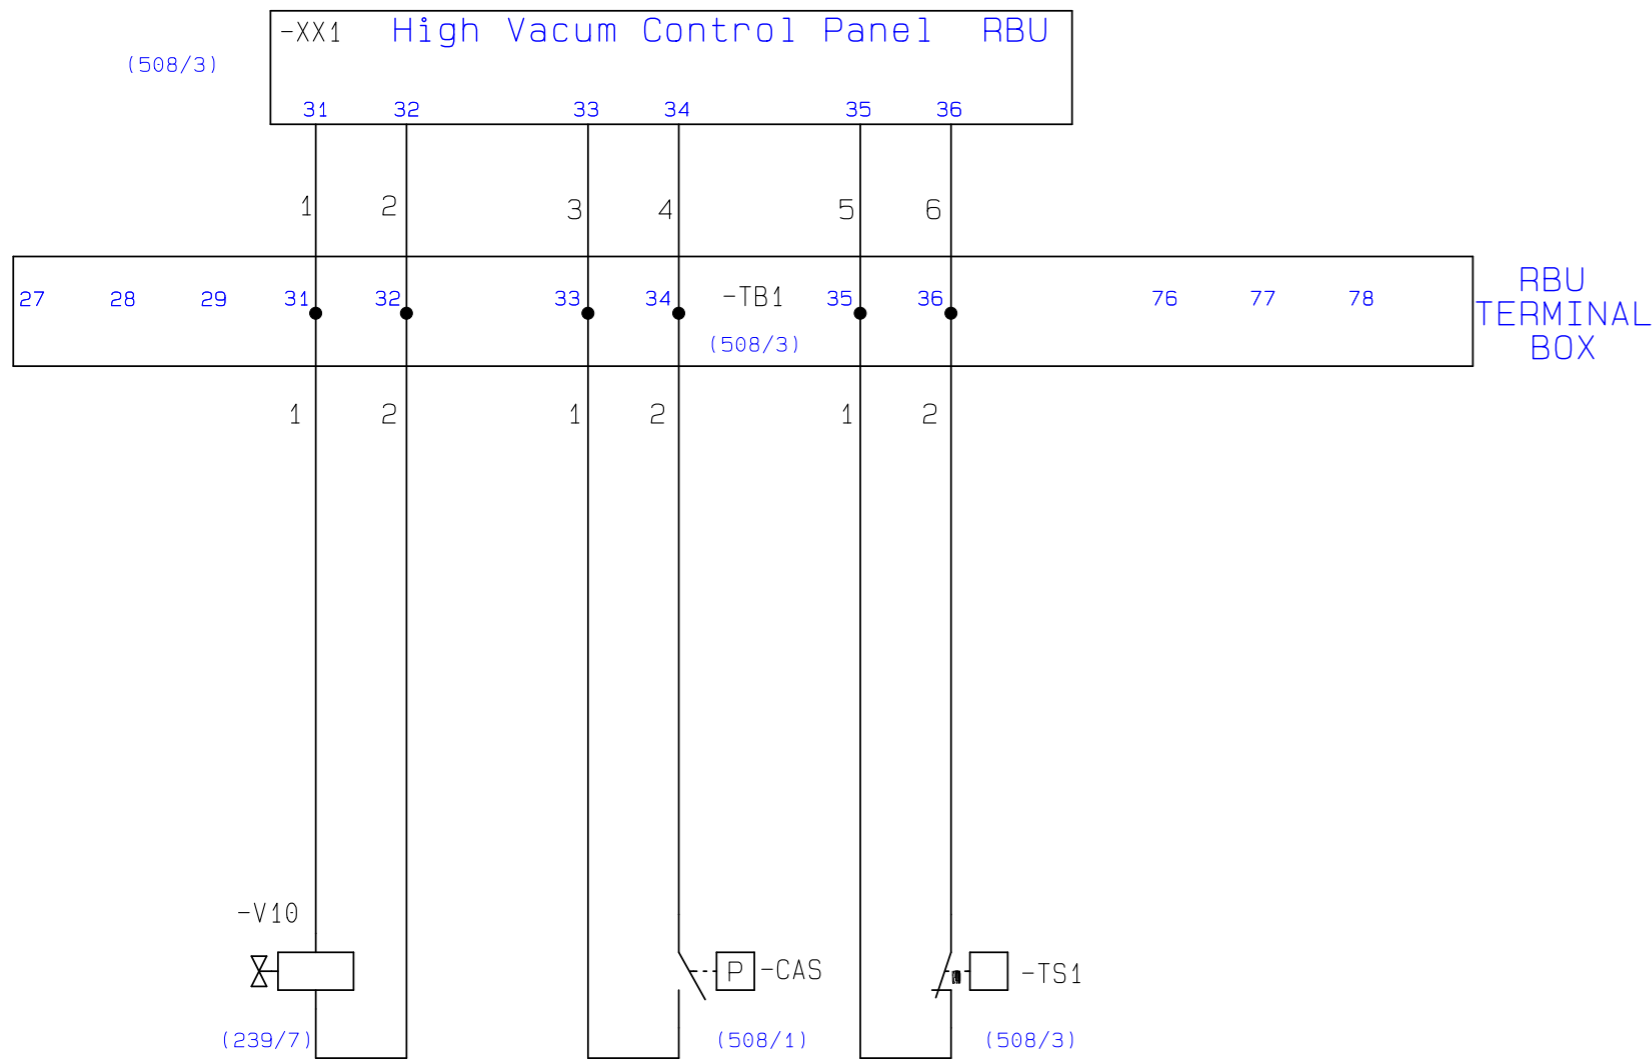 -XX1 High Vacum Control Panel RBU
(508/3)
31 32 33 34 35 36
1 2 3 4 5 6
27 28 29 31 32 33 34 -TB1 35 36 76 77 78
(508/3)
RBU
TERMINAL
BOX
1 2 1 2 1 2
-V10
P -CAS
-TS1
(239/7) (508/1) (508/3)